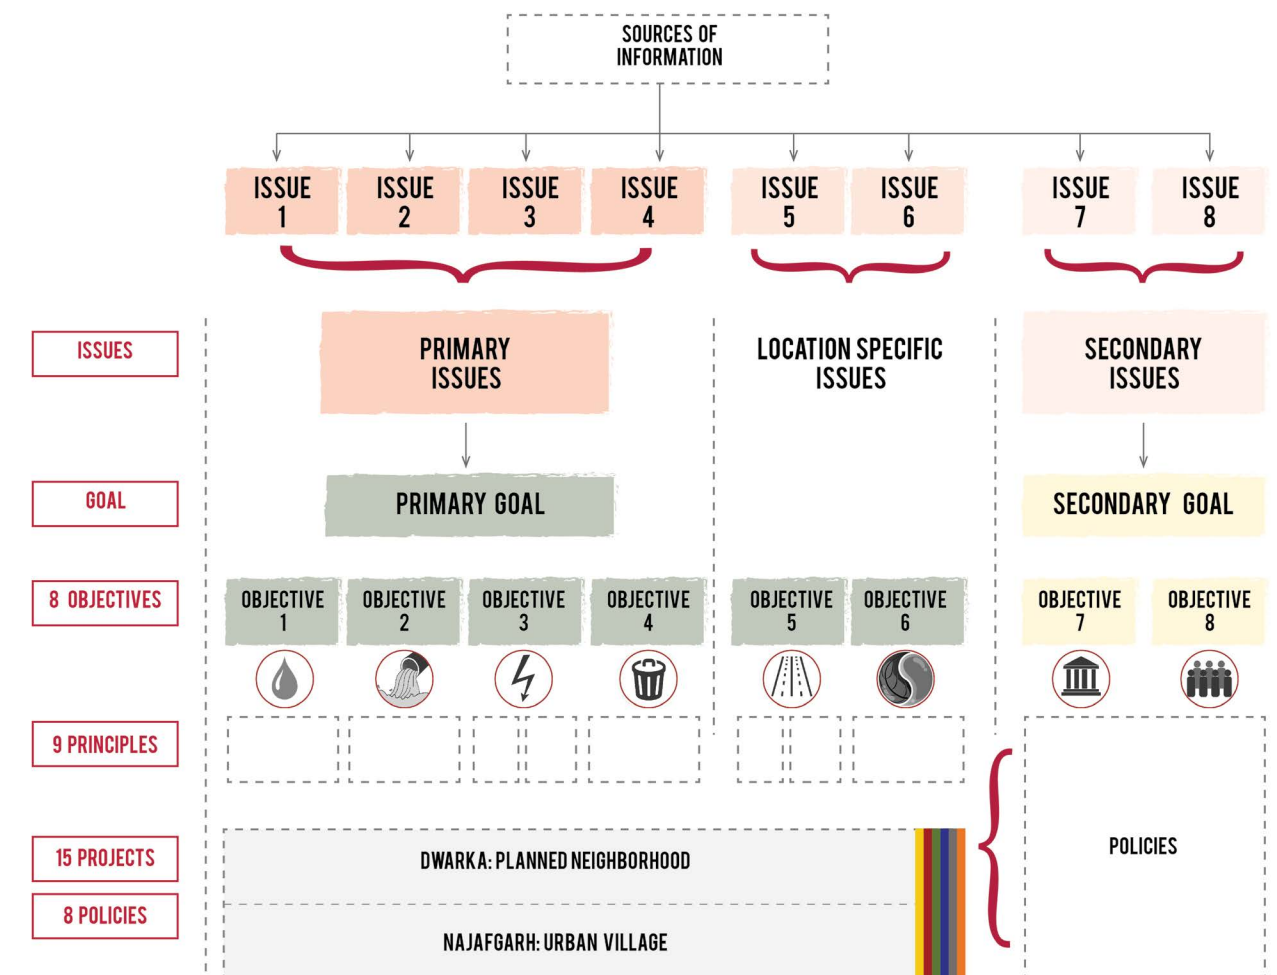 SOURCES OF
INFORMATION
ISSUE
1
ISSUE
2
ISSUE
3
ISSUE
4
ISSUE
5
ISSUE
6
ISSUE
7
ISSUE
8
ISSUES
PRIMARY
ISSUES
LOCATION SPECIFIC
ISSUES
SECONDARY
ISSUES
GOAL
PRIMARY GOAL
SECONDARY GOAL
8 OBJECTIVES
OBJECTIVE
1
OBJECTIVE
2
OBJECTIVE
3
OBJECTIVE
4
OBJECTIVE
5
OBJECTIVE
6
OBJECTIVE
7
OBJECTIVE
8
9 PRINCIPLES
15 PROJECTS
DWARKA: PLANNED NEIGHBORHOOD
POLICIES
8 POLICIES
NAJAFGARH: URBAN VILLAGE